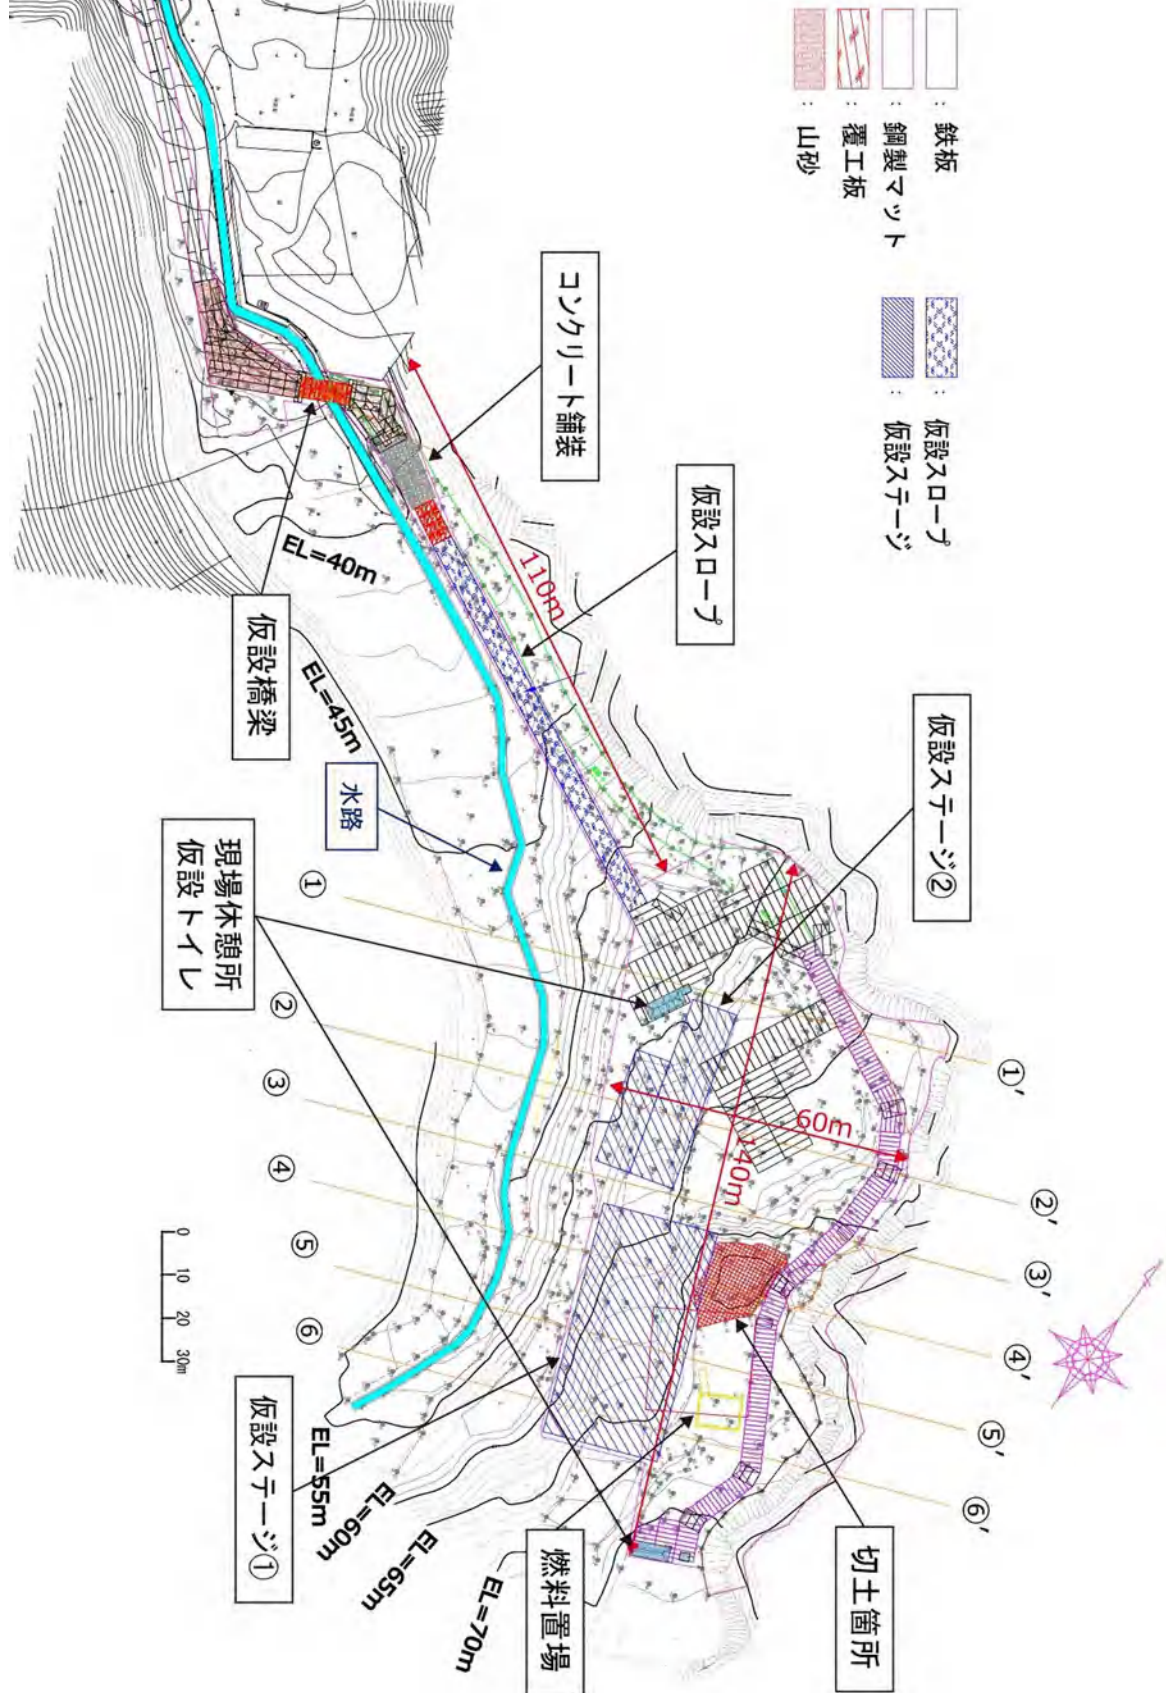 : 鉄板
: 鋼製マット
: 覆工板
: 山砂
: 仮設スロープ
: 仮設ステージ
コンクリート舗装
仮設スロープ
仮設ステージ②
110m
EL=40m
仮設橋梁
EL=45m
水路
現場休憩所
仮設トイレ
60m
140m
①
②
③
④
⑤
⑥
①′
②′
③′
④′
⑤′
⑥′
0
10
20
30m
仮設ステージ①
EL=55m
EL=60m
EL=65m
EL=70m
燃料置場
切土箇所